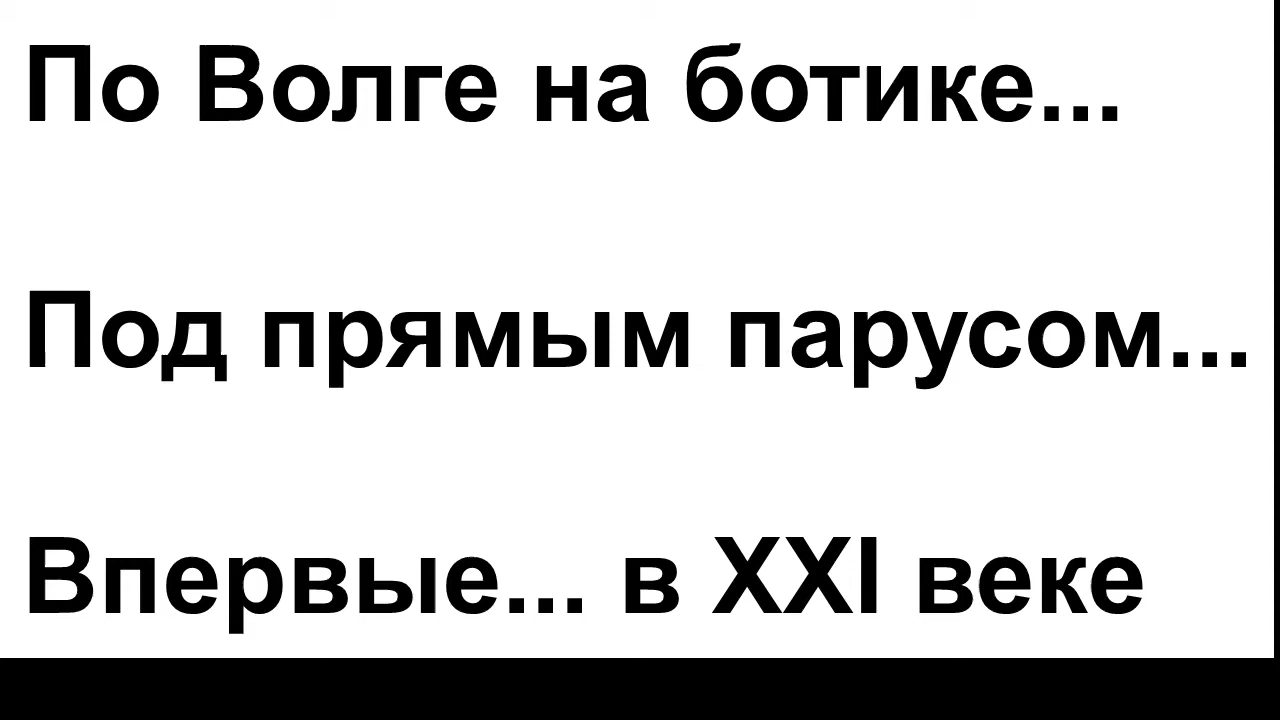 По Волге на ботике...
Под прямым парусом...
Впервые... в XXI веке